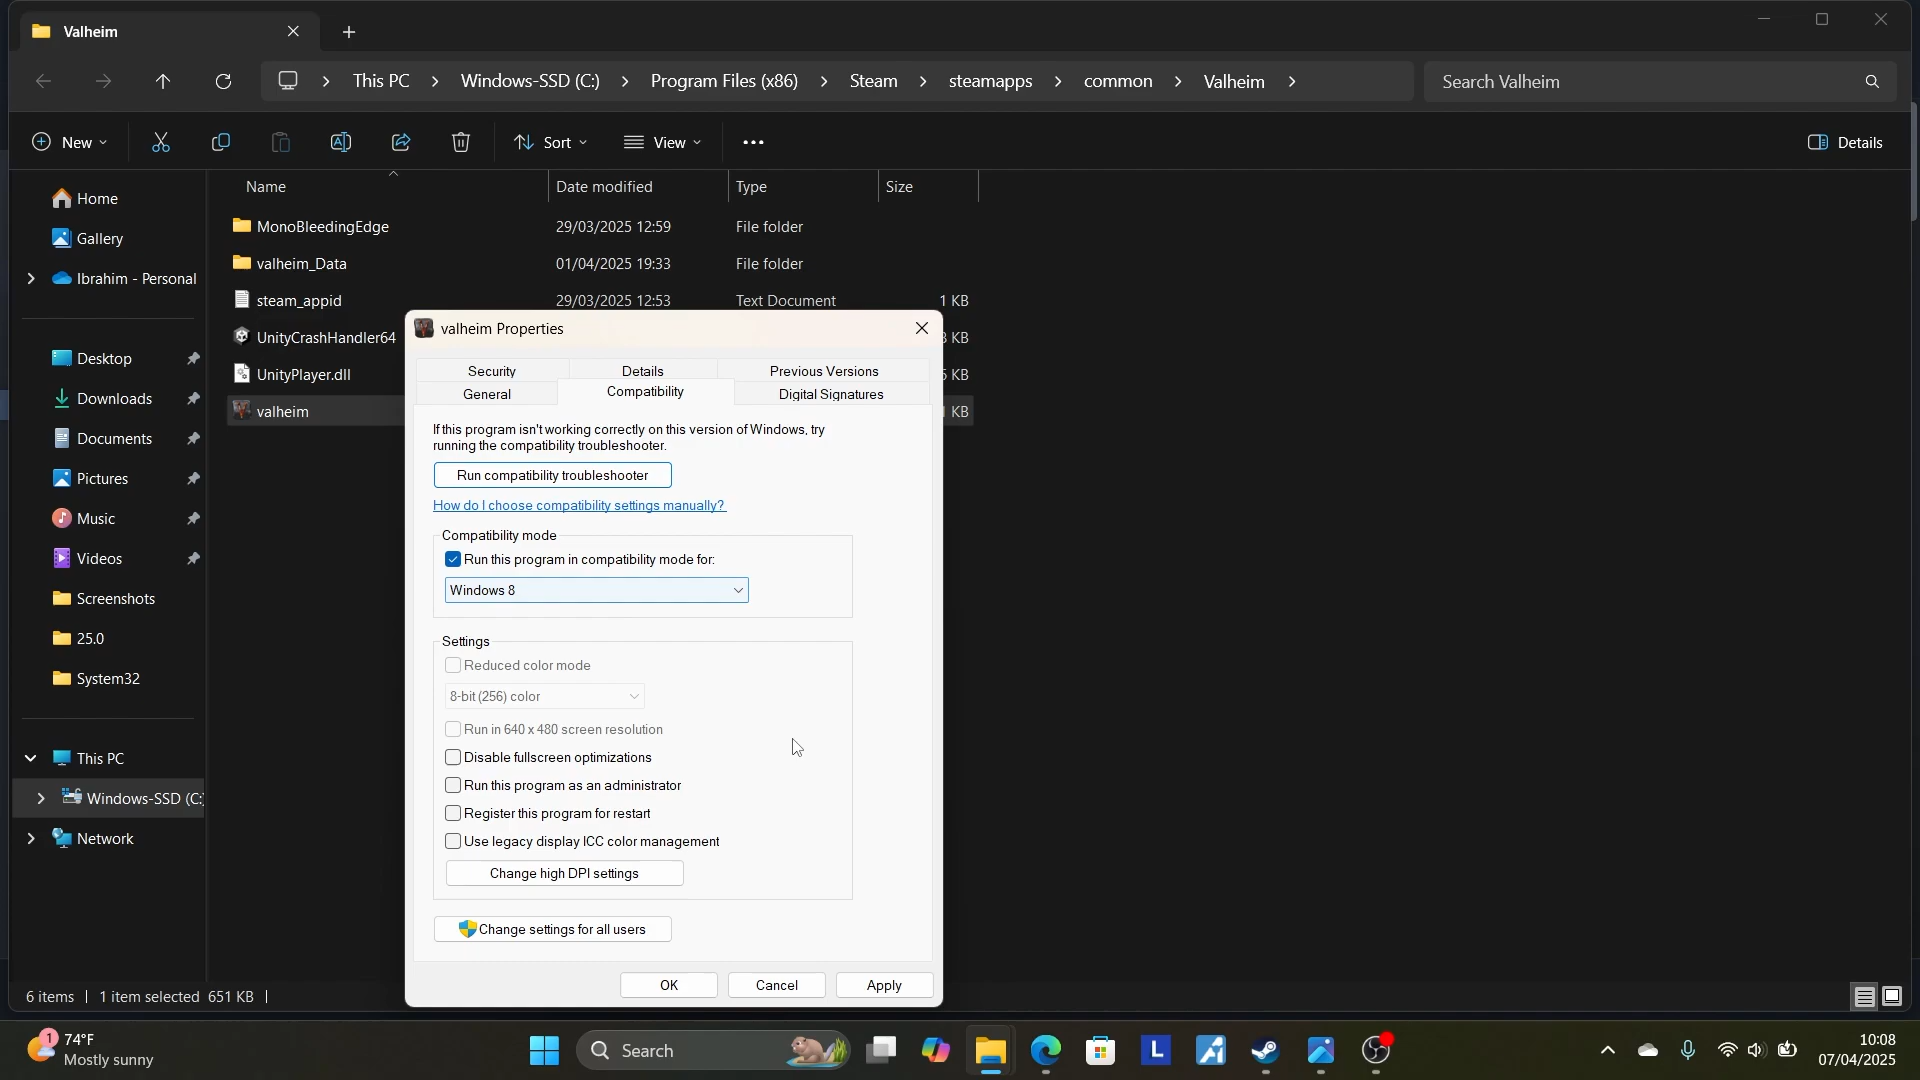 Valheim
This PC
Windows-SSD (C:)
Program Files (x86)
Steam
steamapps
common
Valheim
Search Valheim
New
Sort
View
Details
Name
Date modified
Type
Size
Home
Gallery
Ibrahim - Personal
Desktop
Downloads
Documents
Pictures
Music
Videos
Screenshots
25.0
System32
This PC
Windows-SSD (C:)
Network
MonoBleedingEdge 29/03/2025 12:59 File folder
valheim_Data 01/04/2025 19:33 File folder
steam_appid 29/03/2025 12:53 Text Document 1 KB
UnityCrashHandler64 KB
UnityPlayer.dll KB
valheim KB
valheim Properties
Security Details Previous Versions
General Compatibility Digital Signatures
If this program isn't working correctly on this version of Windows, try
running the compatibility troubleshooter.
Run compatibility troubleshooter
How do I choose compatibility settings manually?
Compatibility mode
Run this program in compatibility mode for:
Windows 8
Settings
Reduced color mode
8-bit (256) color
Run in 640 x 480 screen resolution
Disable fullscreen optimizations
Run this program as an administrator
Register this program for restart
Use legacy display ICC color management
Change high DPI settings
Change settings for all users
OK Cancel Apply
6 items 1 item selected 651 KB
1
74°F
Mostly sunny
Search
L
10:08
07/04/2025